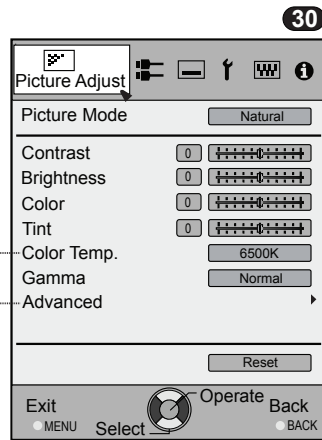 30
Picture Adjust
Picture Mode Natural
Contrast 0
Brightness 0
Color 0
Tint 0
Color Temp. 6500K
Gamma Normal
Advanced
Reset
Exit Operate Back
MENU Select BACK